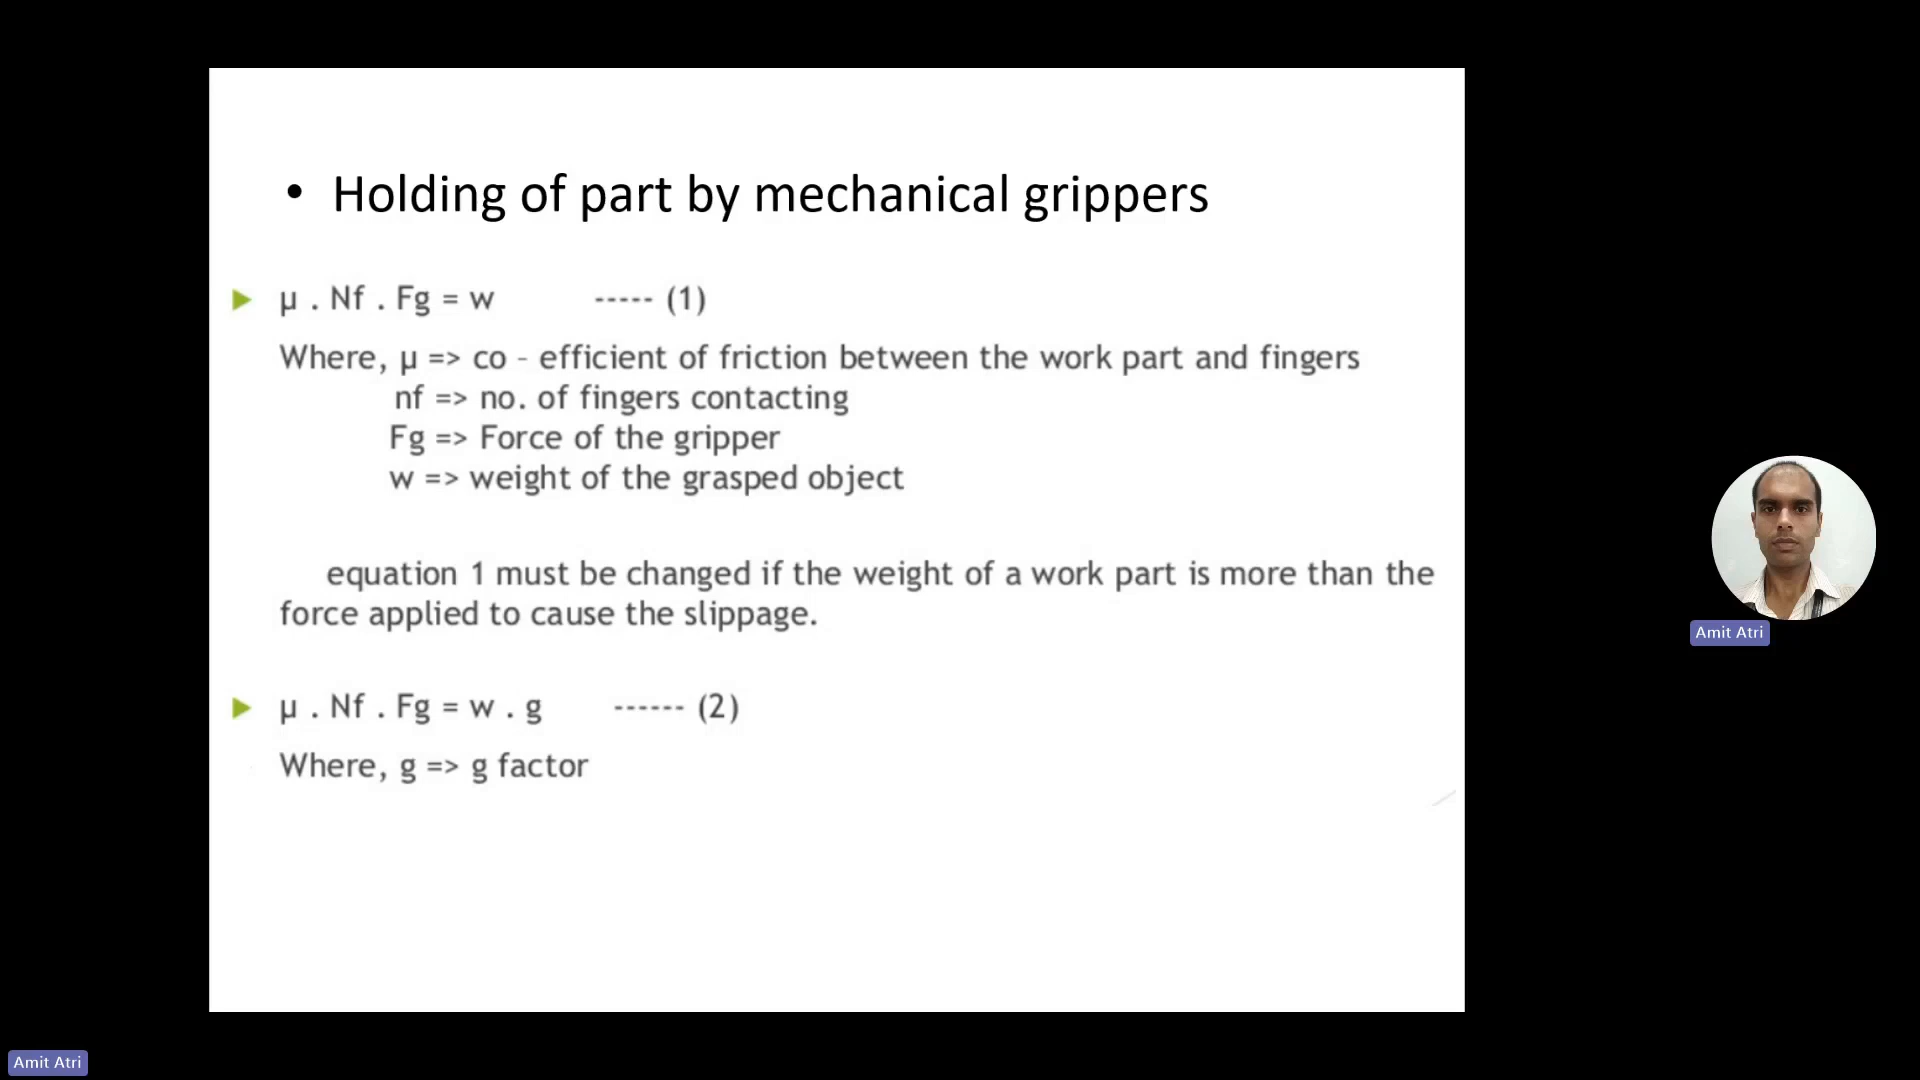 • Holding of part by mechanical grippers
µ . Nf . Fg = w ----- (1)
Where, µ => co – efficient of friction between the work part and fingers
nf => no. of fingers contacting
Fg => Force of the gripper
w => weight of the grasped object
equation 1 must be changed if the weight of a work part is more than the
force applied to cause the slippage.
µ . Nf . Fg = w . g ------ (2)
Where, g => g factor
Amit Atri
Amit Atri